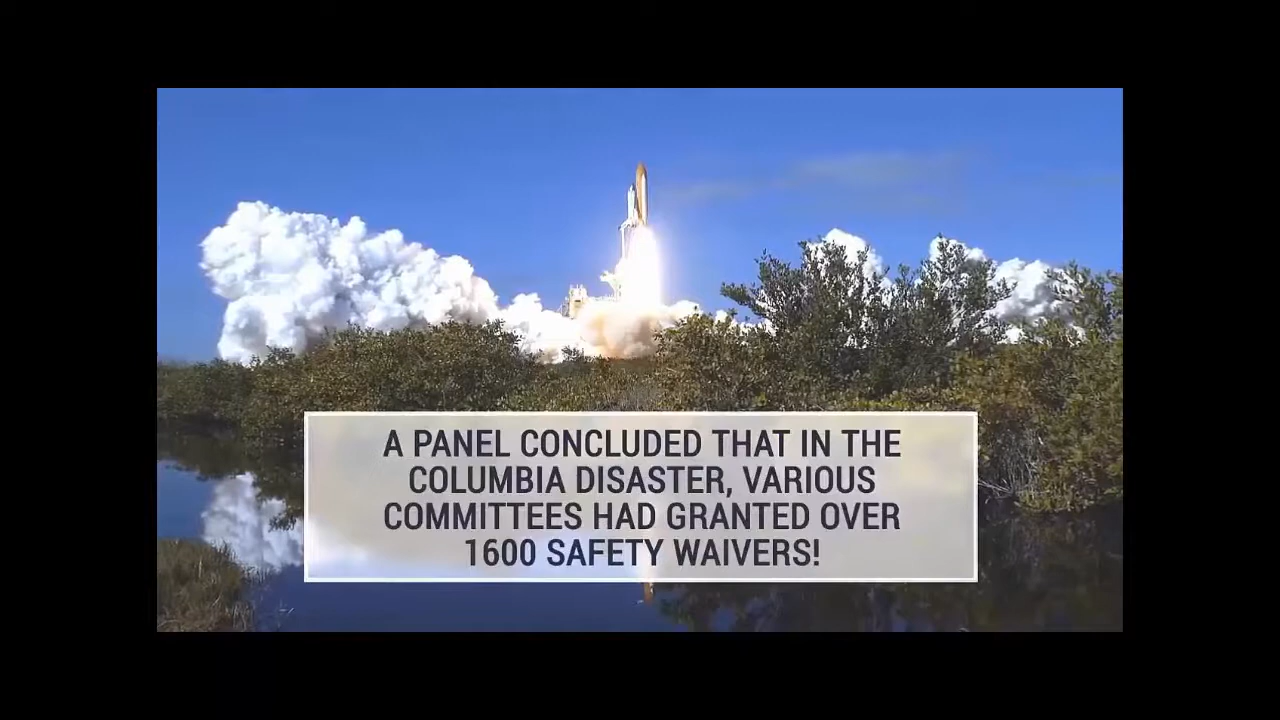 A PANEL CONCLUDED THAT IN THE
COLUMBIA DISASTER, VARIOUS
COMMITTEES HAD GRANTED OVER
1600 SAFETY WAIVERS!